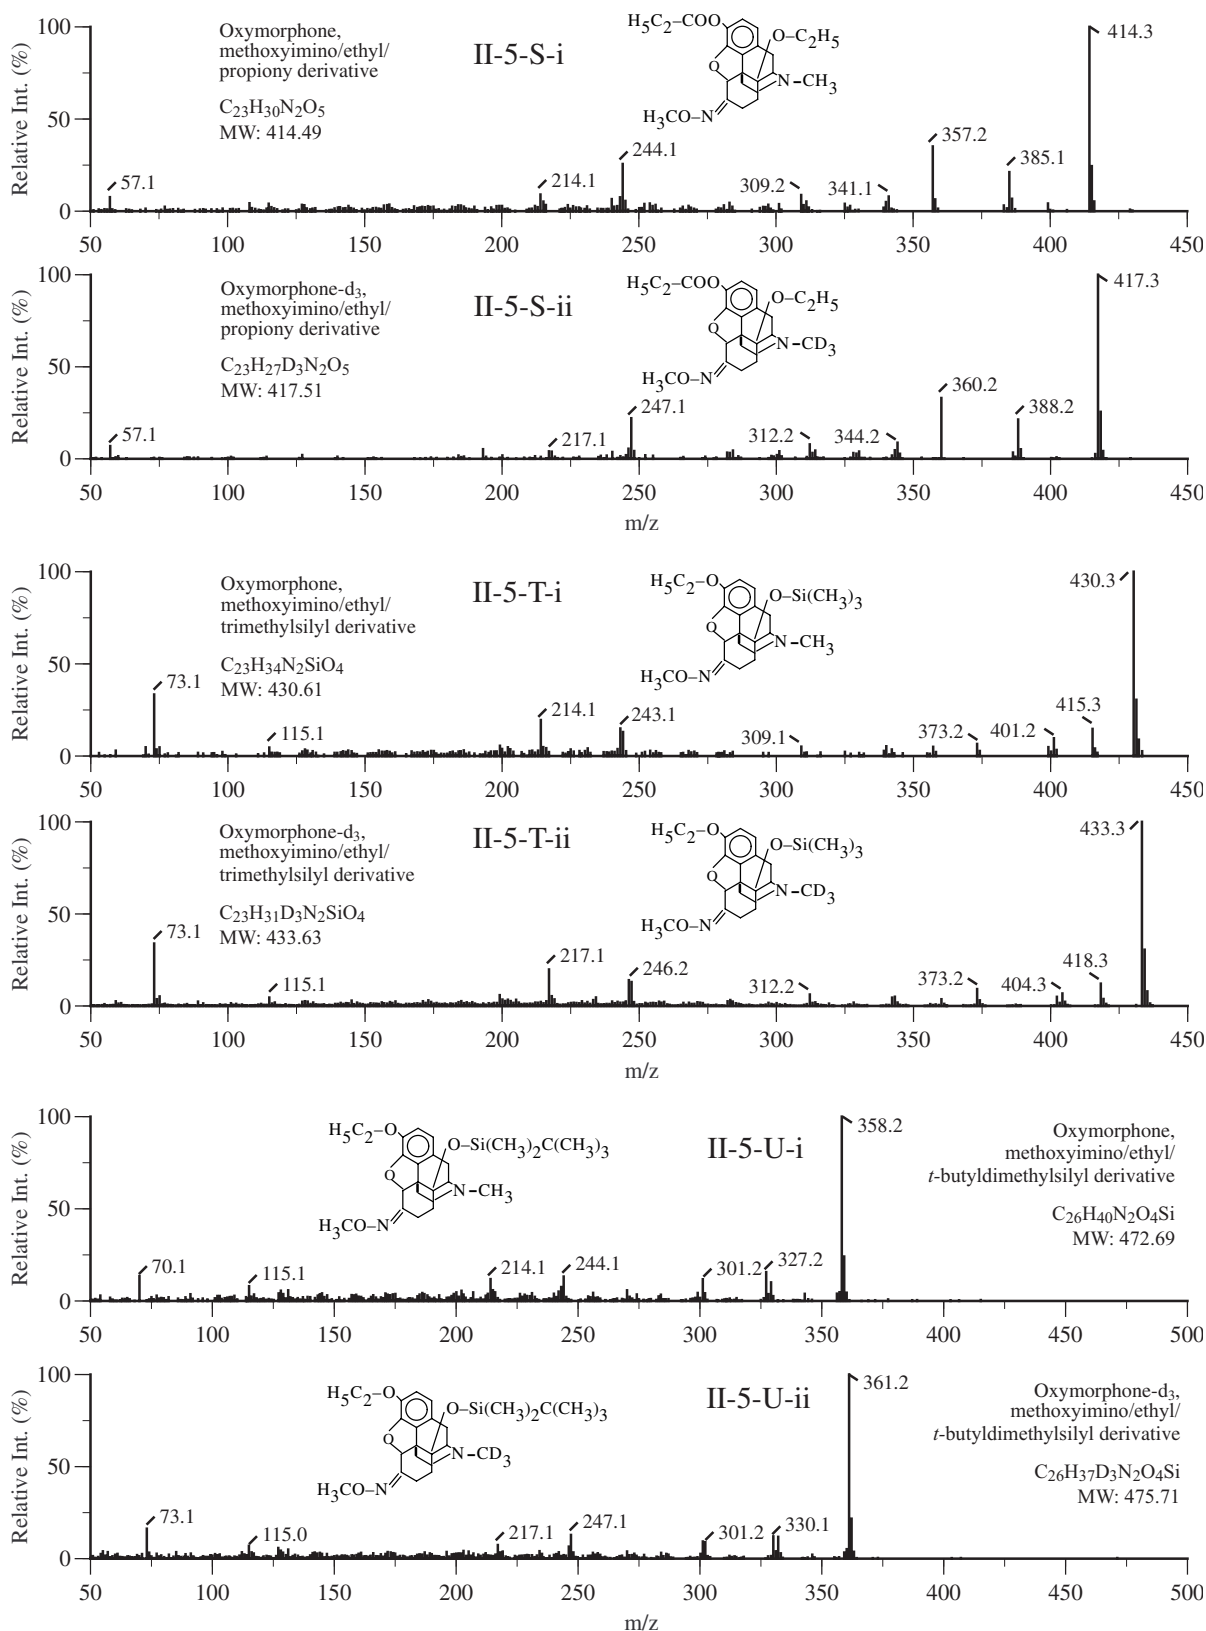 Relative Int. (%)
100
50
0
Oxymorphone,
methoxyimino/ethyl/
propiony derivative
C23H30N2O5
MW: 414.49
II-5-S-i
H5C2–COO
O–C2H5
O
N–CH3
H3CO–N
57.1
214.1
244.1
309.2
341.1
357.2
385.1
414.3
50 100 150 200 250 300 350 400 450
Relative Int. (%)
100
50
0
Oxymorphone-d3,
methoxyimino/ethyl/
propiony derivative
C23H27D3N2O5
MW: 417.51
II-5-S-ii
H5C2–COO
O–C2H5
O
N–CD3
H3CO–N
57.1
217.1
247.1
312.2
344.2
360.2
388.2
417.3
50 100 150 200 250 300 350 400 450
m/z
Relative Int. (%)
100
50
0
Oxymorphone,
methoxyimino/ethyl/
trimethylsilyl derivative
C23H34N2SiO4
MW: 430.61
II-5-T-i
H5C2–O
O–Si(CH3)3
O
N–CH3
H3CO–N
73.1
115.1
214.1
243.1
309.1
373.2
401.2
415.3
430.3
50 100 150 200 250 300 350 400 450
Relative Int. (%)
100
50
0
Oxymorphone-d3,
methoxyimino/ethyl/
trimethylsilyl derivative
C23H31D3N2SiO4
MW: 433.63
II-5-T-ii
H5C2–O
O–Si(CH3)3
O
N–CD3
H3CO–N
73.1
115.1
217.1
246.2
312.2
373.2
404.3
418.3
433.3
50 100 150 200 250 300 350 400 450
m/z
Relative Int. (%)
100
50
0
H5C2–O
O–Si(CH3)2C(CH3)3
O
N–CH3
H3CO–N
II-5-U-i
Oxymorphone,
methoxyimino/ethyl/
t-butyldimethylsilyl derivative
C26H40N2O4Si
MW: 472.69
70.1
115.1
214.1
244.1
301.2
327.2
358.2
50 100 150 200 250 300 350 400 450 500
Relative Int. (%)
100
50
0
H5C2–O
O–Si(CH3)2C(CH3)3
O
N–CD3
H3CO–N
II-5-U-ii
Oxymorphone-d3,
methoxyimino/ethyl/
t-butyldimethylsilyl derivative
C26H37D3N2O4Si
MW: 475.71
73.1
115.0
217.1
247.1
301.2
330.1
361.2
50 100 150 200 250 300 350 400 450 500
m/z